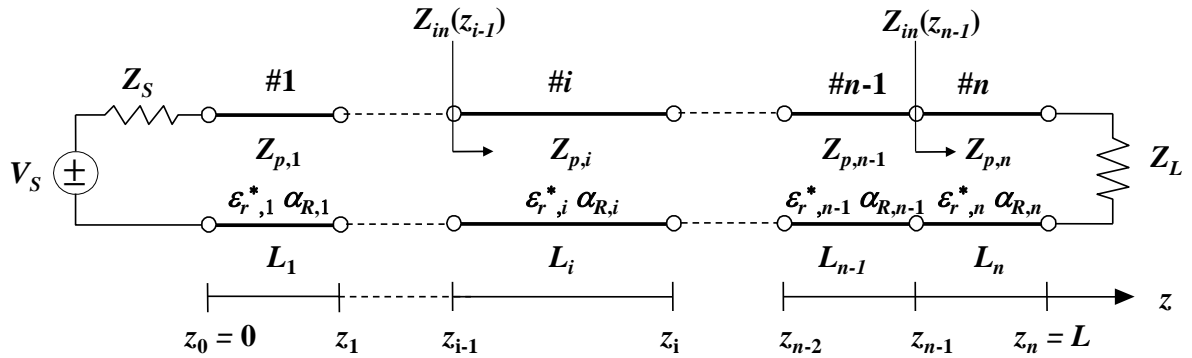 Z_in(z_i-1) Z_in(z_n-1)
Z_S #1 #i #n-1 #n
V_S ± Z_p,1 Z_p,i Z_p,n-1 Z_p,n Z_L
ε_r^*,1 α_R,1 ε_r^*,i α_R,i ε_r^*,n-1 α_R,n-1 ε_r^*,n α_R,n
L_1 L_i L_n-1 L_n
z
z_0 = 0 z_1 z_i-1 z_i z_n-2 z_n-1 z_n = L